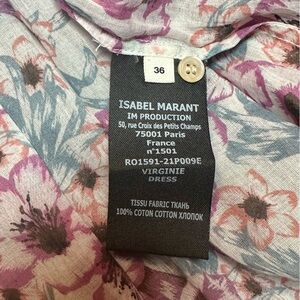 36
ISABEL MARANT
IM PRODUCTION
50, rue Croix des Petits Champs
75001 Paris
France
n°1501
RO1591-21P009E
VIRGINIE
DRESS
TISSU FABRIC ТКАНЬ
100% COTON COTTON ХЛОПОК